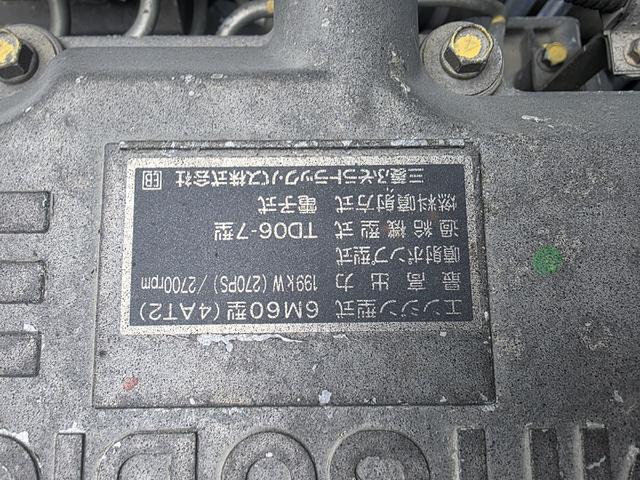 エンジン型式 6M60型(4AT2)
最高出力 199kW(270PS)/2700rpm
噴射ポンプ型式
過給機型式 TD06-7型
燃料噴射方式 電子式
三菱ふそうトラック・バス株式会社